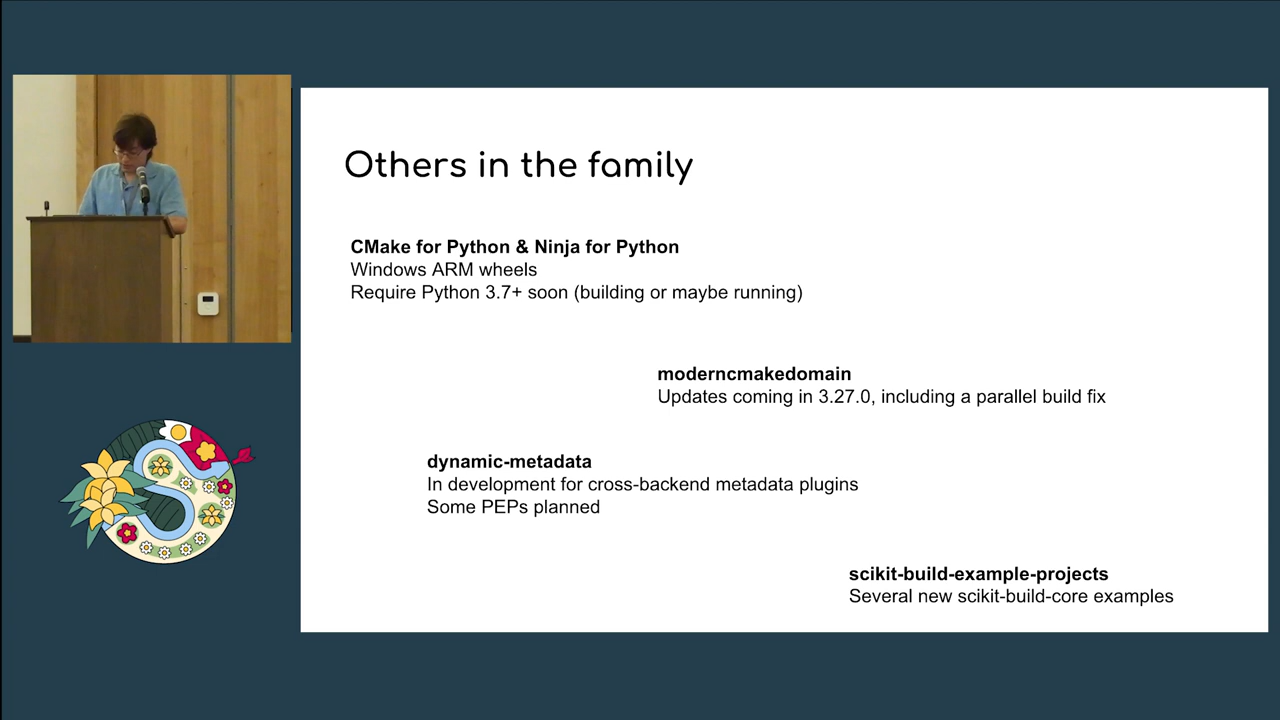 Others in the family
CMake for Python & Ninja for Python
Windows ARM wheels
Require Python 3.7+ soon (building or maybe running)
moderncmakedomain
Updates coming in 3.27.0, including a parallel build fix
dynamic-metadata
In development for cross-backend metadata plugins
Some PEPs planned
scikit-build-example-projects
Several new scikit-build-core examples